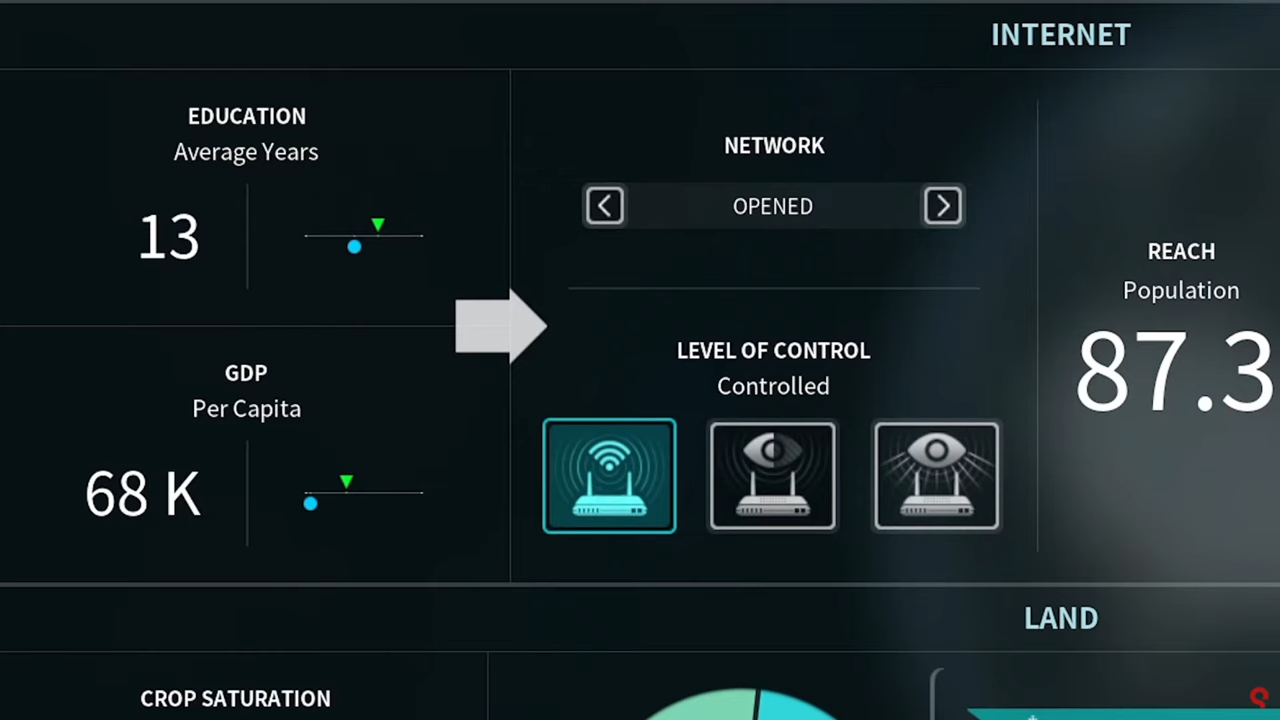 INTERNET
EDUCATION
Average Years
13
NETWORK
OPENED
REACH
Population
87.3
LEVEL OF CONTROL
Controlled
GDP
Per Capita
68 K
LAND
CROP SATURATION